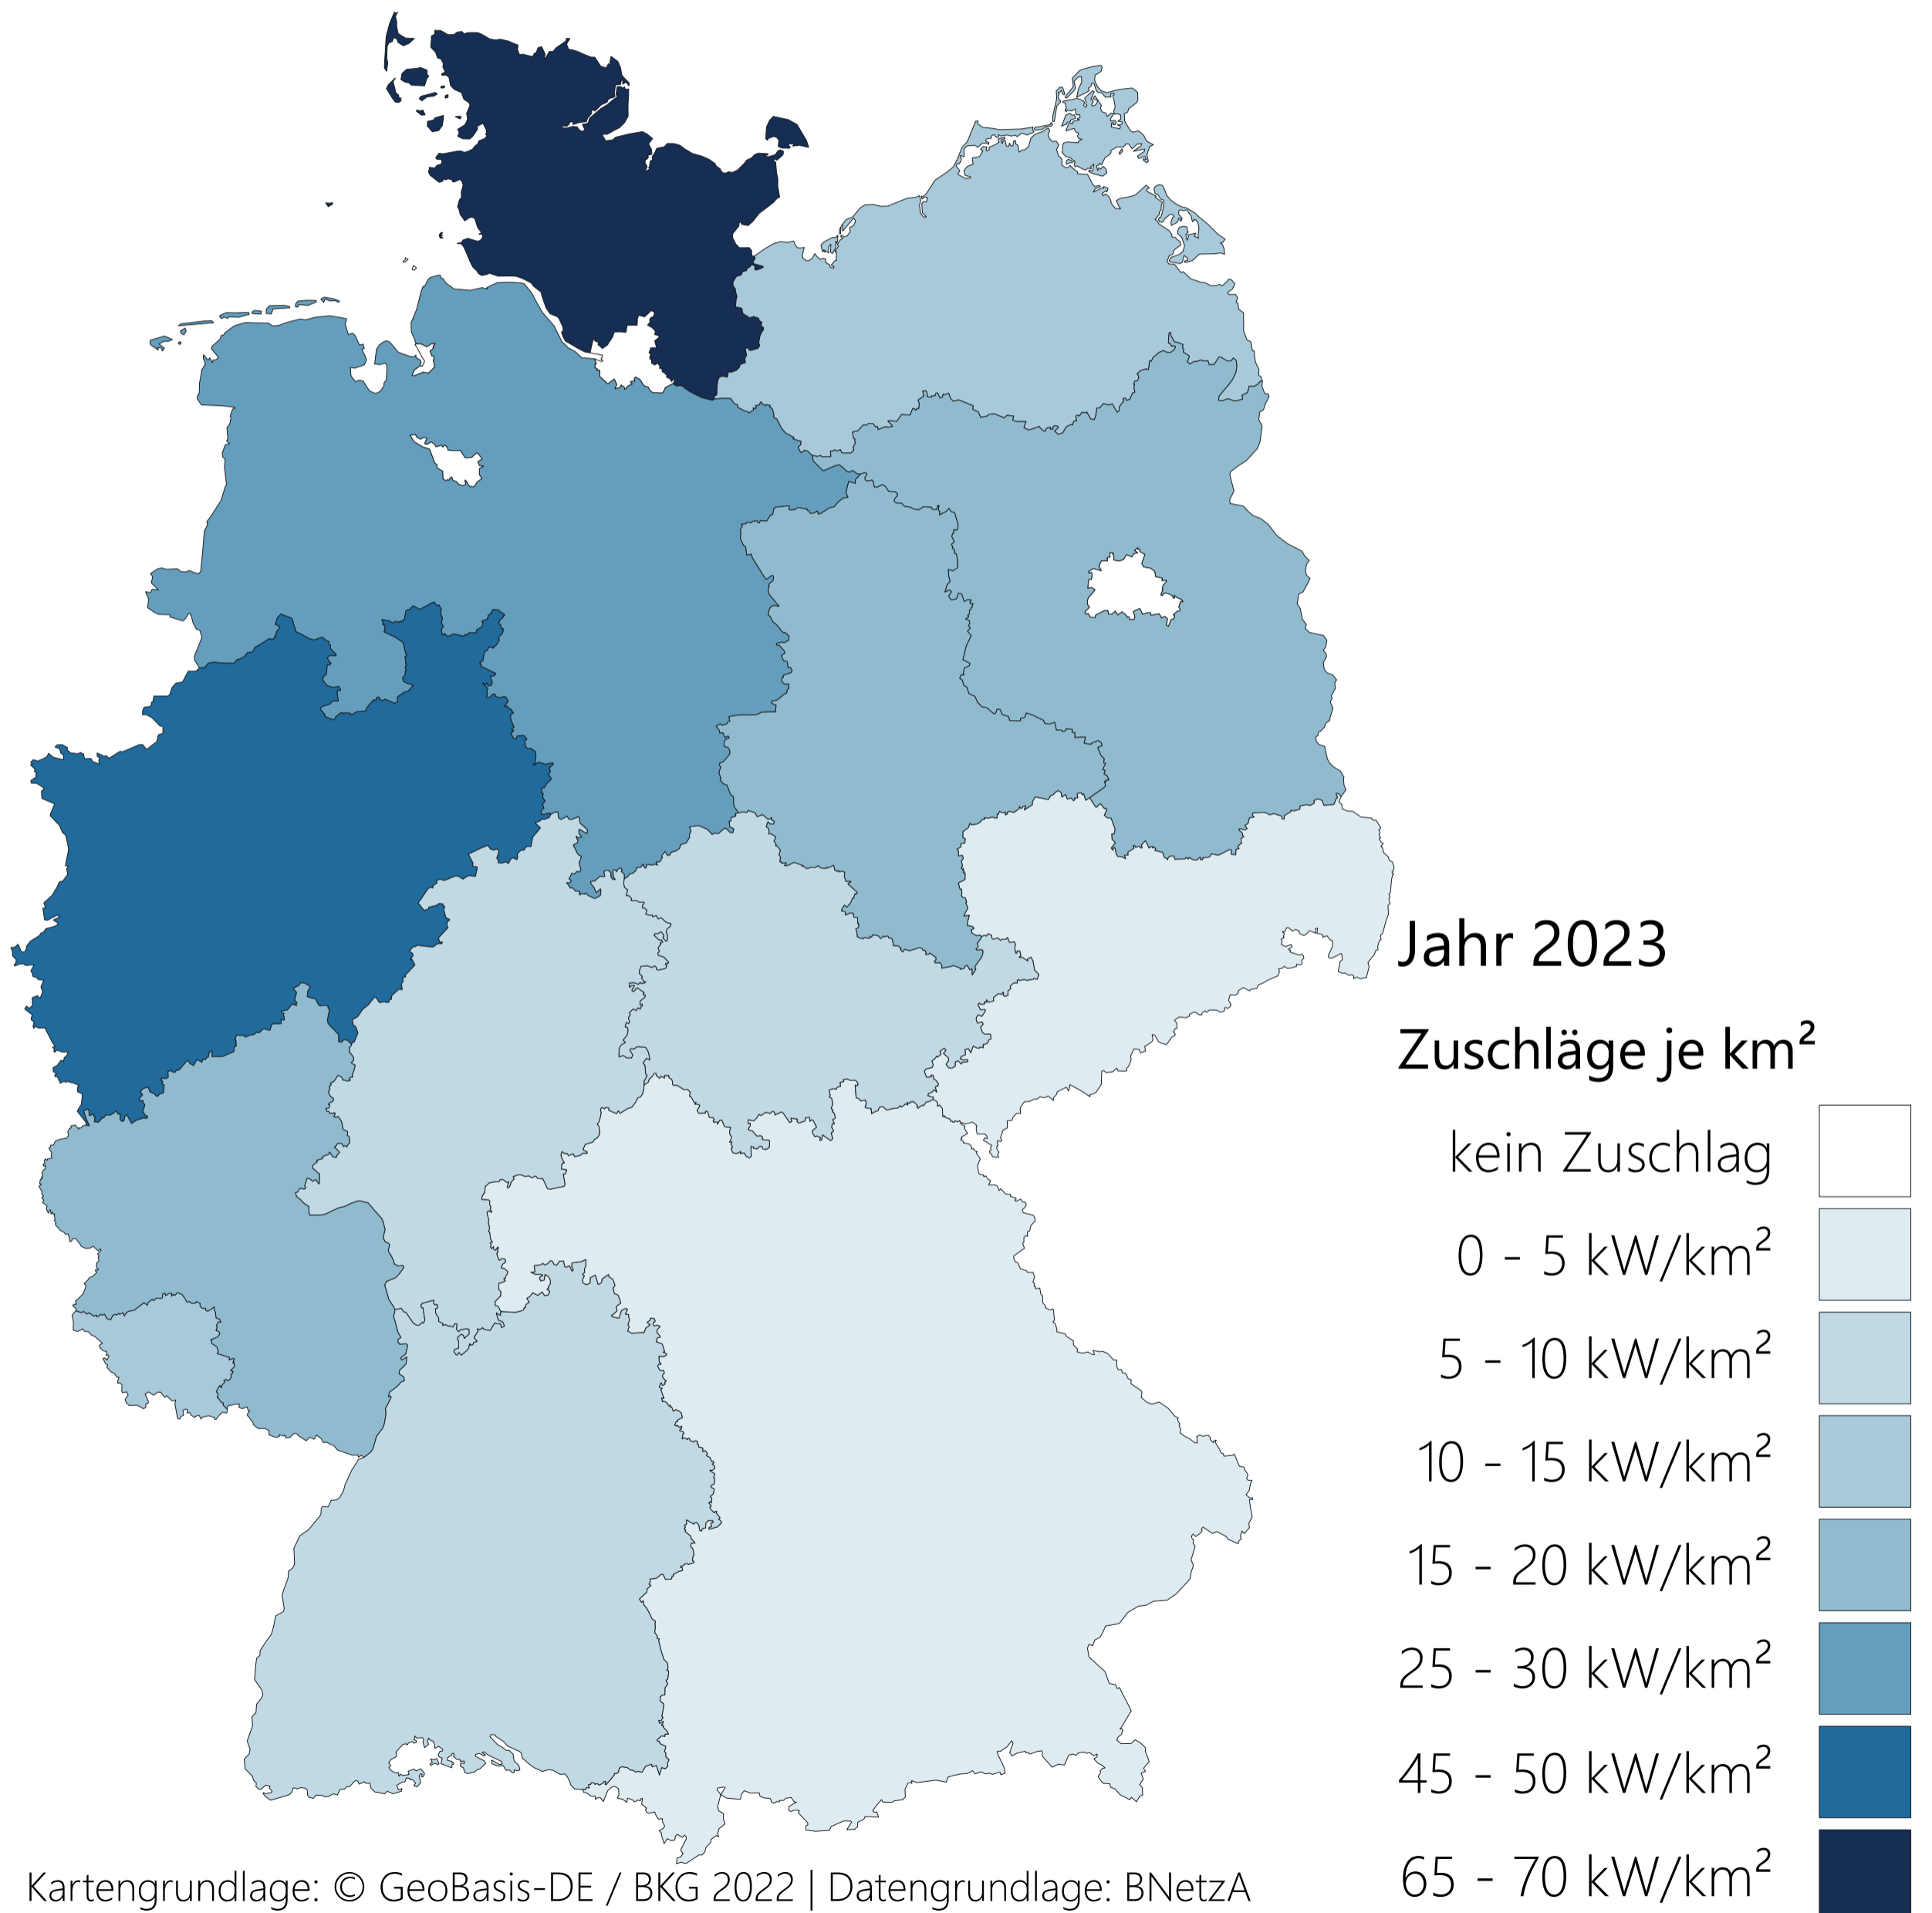 Jahr 2023
Zuschläge je km²
kein Zuschlag
0 - 5 kW/km²
5 - 10 kW/km²
10 - 15 kW/km²
15 - 20 kW/km²
25 - 30 kW/km²
45 - 50 kW/km²
65 - 70 kW/km²
Kartengrundlage: © GeoBasis-DE / BKG 2022 | Datengrundlage: BNetzA